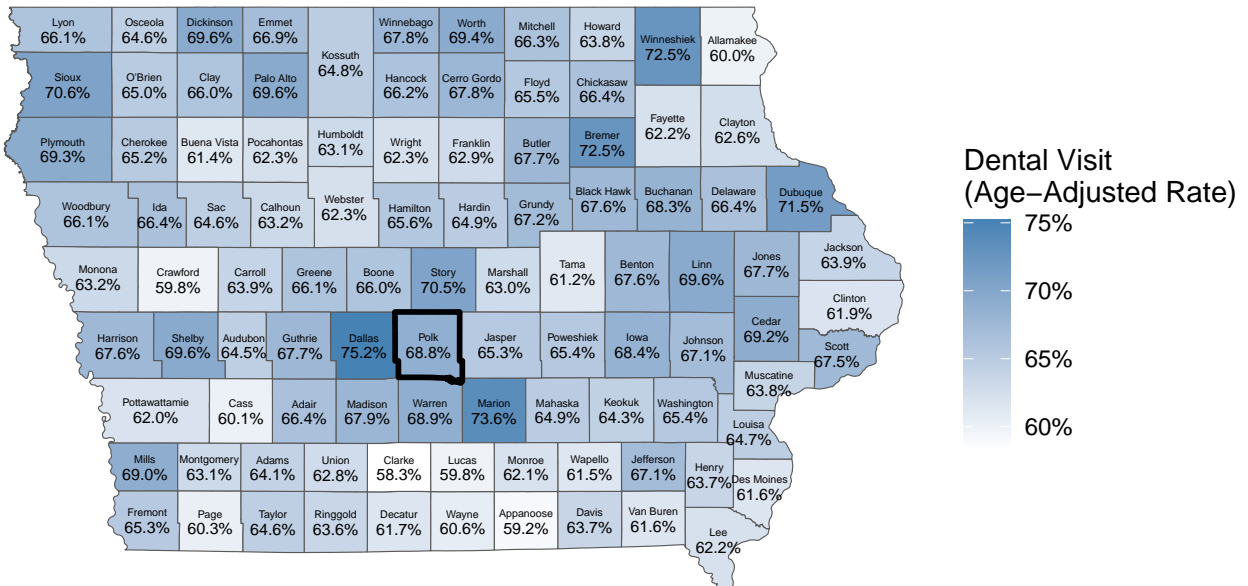 Lyon
66.1%
Osceola
64.6%
Dickinson
69.6%
Emmet
66.9%
Kossuth
64.8%
Winnebago
67.8%
Worth
69.4%
Mitchell
66.3%
Howard
63.8%
Winneshiek
72.5%
Allamakee
60.0%
Sioux
70.6%
O'Brien
65.0%
Clay
66.0%
Palo Alto
69.6%
Hancock
66.2%
Cerro Gordo
67.8%
Floyd
65.5%
Chickasaw
66.4%
Fayette
62.2%
Clayton
62.6%
Plymouth
69.3%
Cherokee
65.2%
Buena Vista
61.4%
Pocahontas
62.3%
Humboldt
63.1%
Wright
62.3%
Franklin
62.9%
Butler
67.7%
Bremer
72.5%
Woodbury
66.1%
Ida
66.4%
Sac
64.6%
Calhoun
63.2%
Webster
62.3%
Hamilton
65.6%
Hardin
64.9%
Grundy
67.2%
Black Hawk
67.6%
Buchanan
68.3%
Delaware
66.4%
Dubuque
71.5%
Monona
63.2%
Crawford
59.8%
Carroll
63.9%
Greene
66.1%
Boone
66.0%
Story
70.5%
Marshall
63.0%
Tama
61.2%
Benton
67.6%
Linn
69.6%
Jones
67.7%
Jackson
63.9%
Clinton
61.9%
Harrison
67.6%
Shelby
69.6%
Audubon
64.5%
Guthrie
67.7%
Dallas
75.2%
Polk
68.8%
Jasper
65.3%
Poweshiek
65.4%
Iowa
68.4%
Johnson
67.1%
Cedar
69.2%
Scott
67.5%
Muscatine
63.8%
Pottawattamie
62.0%
Cass
60.1%
Adair
66.4%
Madison
67.9%
Warren
68.9%
Marion
73.6%
Mahaska
64.9%
Keokuk
64.3%
Washington
65.4%
Louisa
64.7%
Mills
69.0%
Montgomery
63.1%
Adams
64.1%
Union
62.8%
Clarke
58.3%
Lucas
59.8%
Monroe
62.1%
Wapello
61.5%
Jefferson
67.1%
Henry
63.7%
Des Moines
61.6%
Fremont
65.3%
Page
60.3%
Taylor
64.6%
Ringgold
63.6%
Decatur
61.7%
Wayne
60.6%
Appanoose
59.2%
Davis
63.7%
Van Buren
61.6%
Lee
62.2%
Dental Visit
(Age−Adjusted Rate)
75%
70%
65%
60%